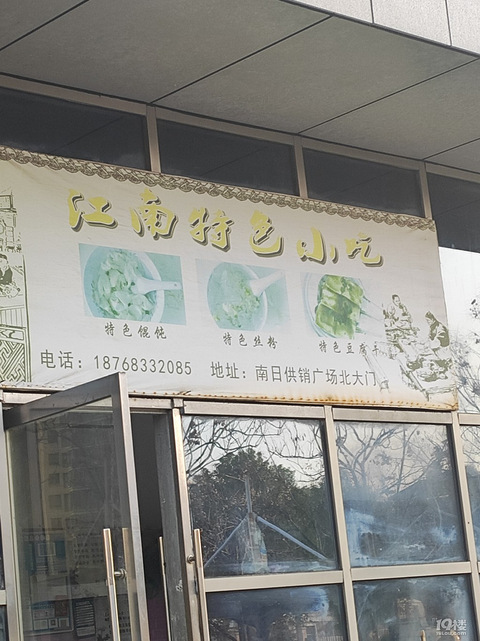 江南特色小吃
特色馄饨
特色丝粉
特色豆腐干
电话：18768332085 地址：南日供销广场北大门
19楼